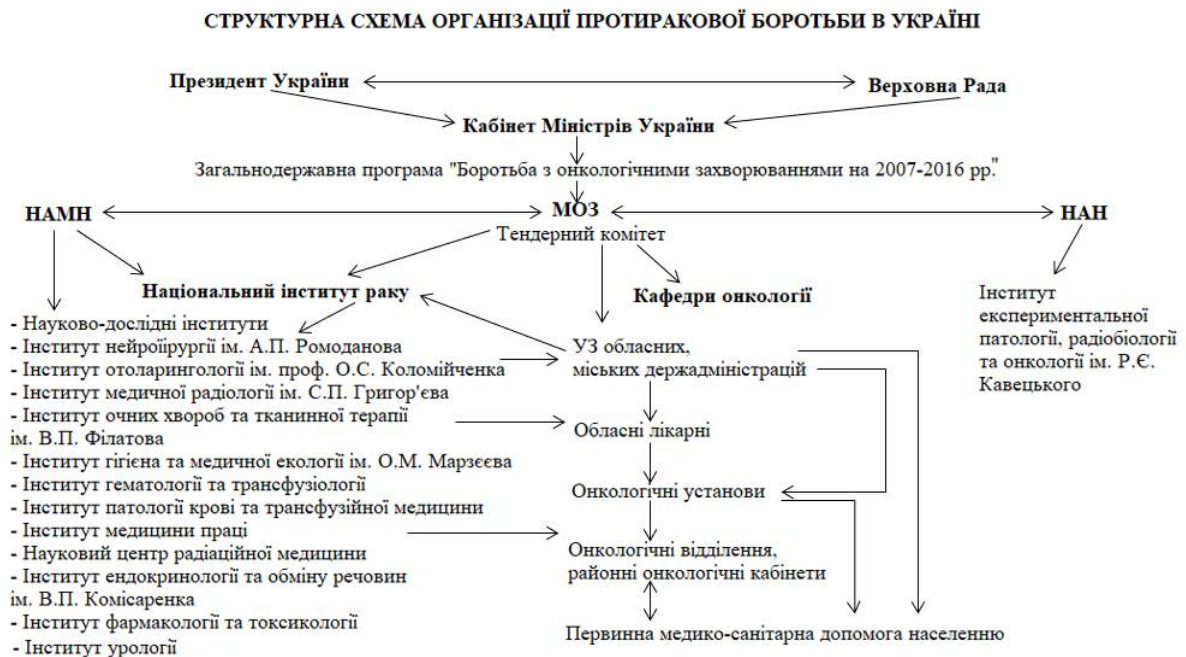 СТРУКТУРНА СХЕМА ОРГАНІЗАЦІЇ ПРОТИРАКОВОЇ БОРОТЬБИ В УКРАЇНІ
Президент України
Верховна Рада
Кабінет Міністрів України
Загальнодержавна програма "Боротьба з онкологічними захворюваннями на 2007-2016 рр."
НАМН
МОЗ
НАН
Тендерний комітет
Національний інститут раку
Кафедри онкології
Інститут
експериментальної
патології, радіобіології
та онкології ім. Р.Є.
Кавецького
- Науково-дослідні інститути
- Інститут нейроіірургії ім. А.П. Ромоданова
- Інститут отоларингології ім. проф. О.С. Коломійченка
- Інститут медичної радіології ім. С.П. Григор'єва
- Інститут очних хвороб та тканинної терапії
ім. В.П. Філатова
- Інститут гігієна та медичної екології ім. О.М. Марзєєва
- Інститут гематології та трансфузіології
- Інститут патології крові та трансфузійної медицини
- Інститут медицини праці
- Науковий центр радіаційної медицини
- Інститут ендокринології та обміну речовин
ім. В.П. Комісаренка
- Інститут фармакології та токсикології
- Інститут урології
УЗ обласних,
міських держадміністрацій
Обласні лікарні
Онкологічні установи
Онкологічні відділення,
районні онкологічні кабінети
Первинна медико-санітарна допомога населенню